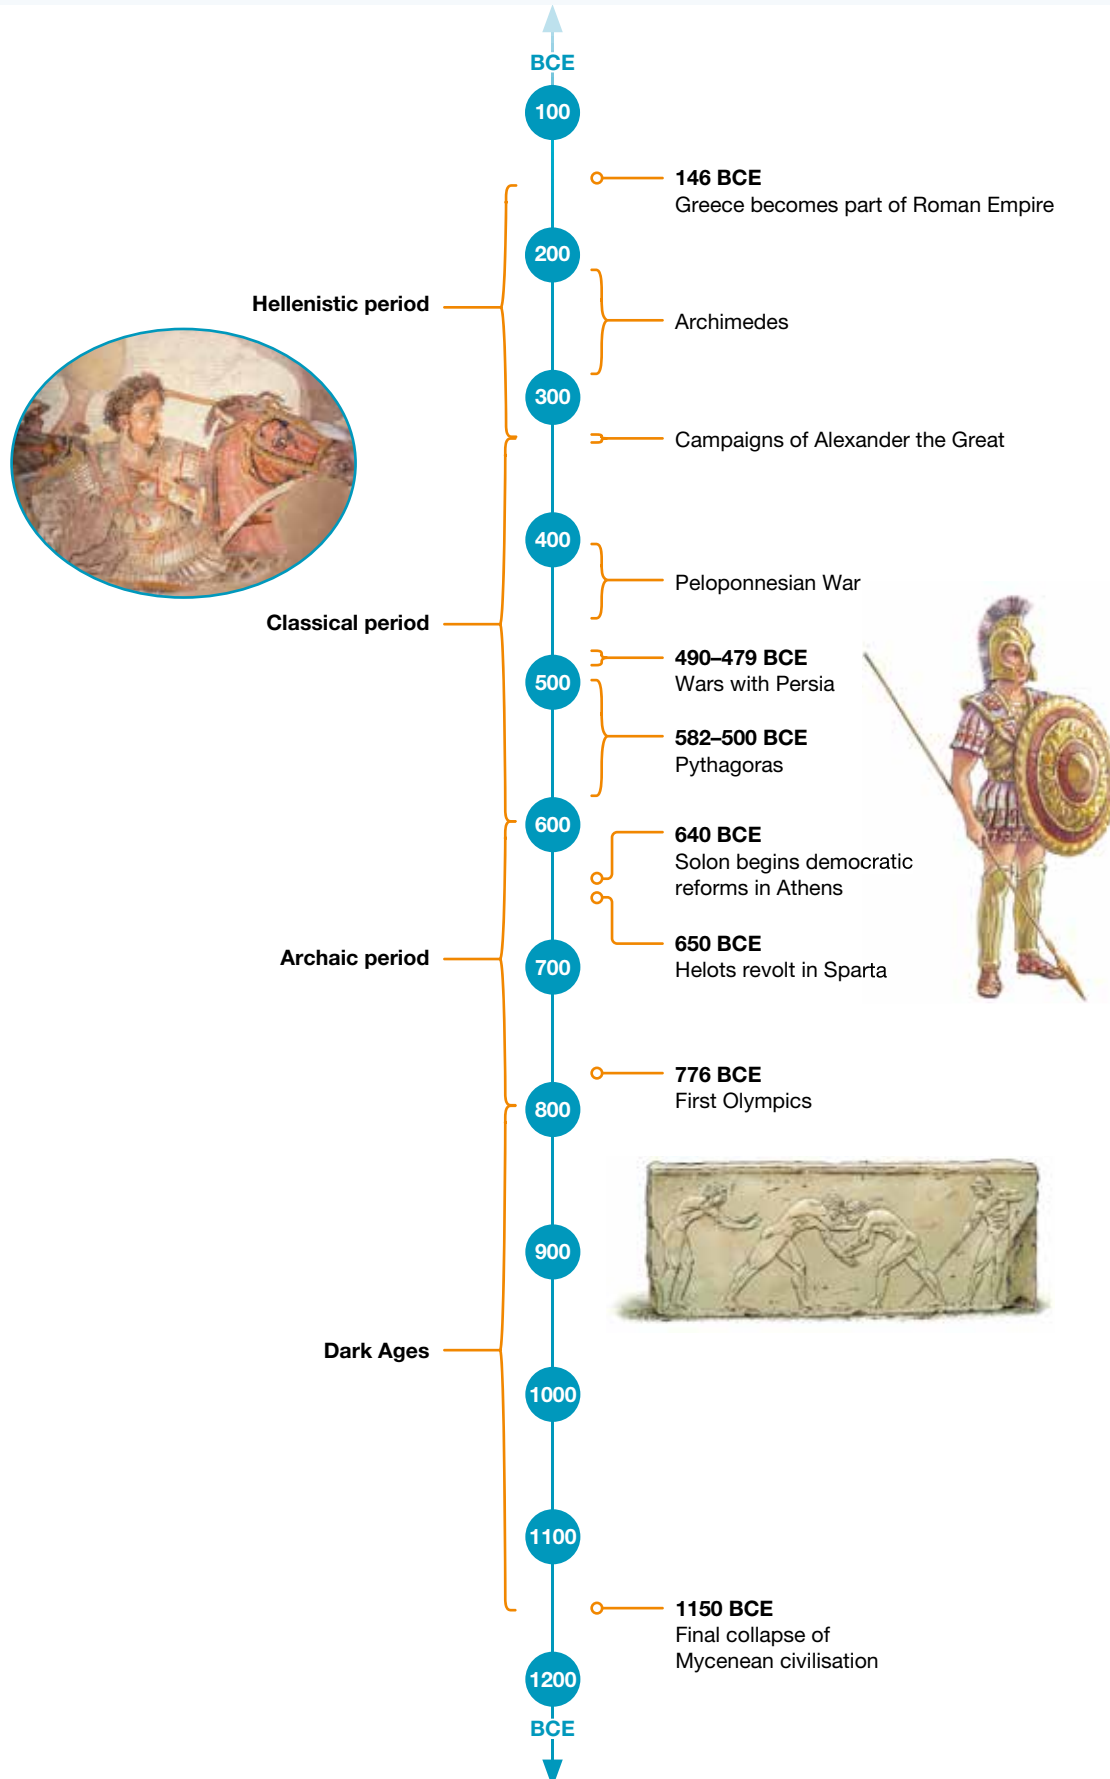 BCE
100
146 BCE
Greece becomes part of Roman Empire
200
Hellenistic period
Archimedes
300
Campaigns of Alexander the Great
400
Peloponnesian War
Classical period
490–479 BCE
Wars with Persia
500
582–500 BCE
Pythagoras
600
640 BCE
Solon begins democratic
reforms in Athens
650 BCE
Helots revolt in Sparta
Archaic period
700
776 BCE
First Olympics
800
900
Dark Ages
1000
1100
1150 BCE
Final collapse of
Mycenean civilisation
1200
BCE